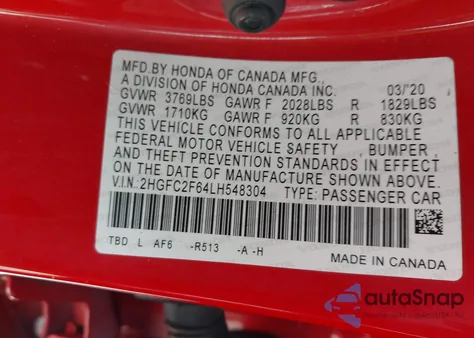 MFD.BY HONDA OF CANADA MFG.,
A DIVISION OF HONDA CANADA INC. 03/'20
GVWR 3769LBS GAWR F 2028LBS R 1829LBS
GVWR 1710KG GAWR F 920KG R 830KG
THIS VEHICLE CONFORMS TO ALL APPLICABLE
FEDERAL MOTOR VEHICLE SAFETY , BUMPER ,
AND THEFT PREVENTION STANDARDS IN EFFECT
ON THE DATE OF MANUFACTURE SHOWN ABOVE.
V.I.N: 2HGFC2F64LH548304 TYPE: PASSENGER CAR
TBD L AF6 -R513 -A -H
MADE IN CANADA
autoSnap